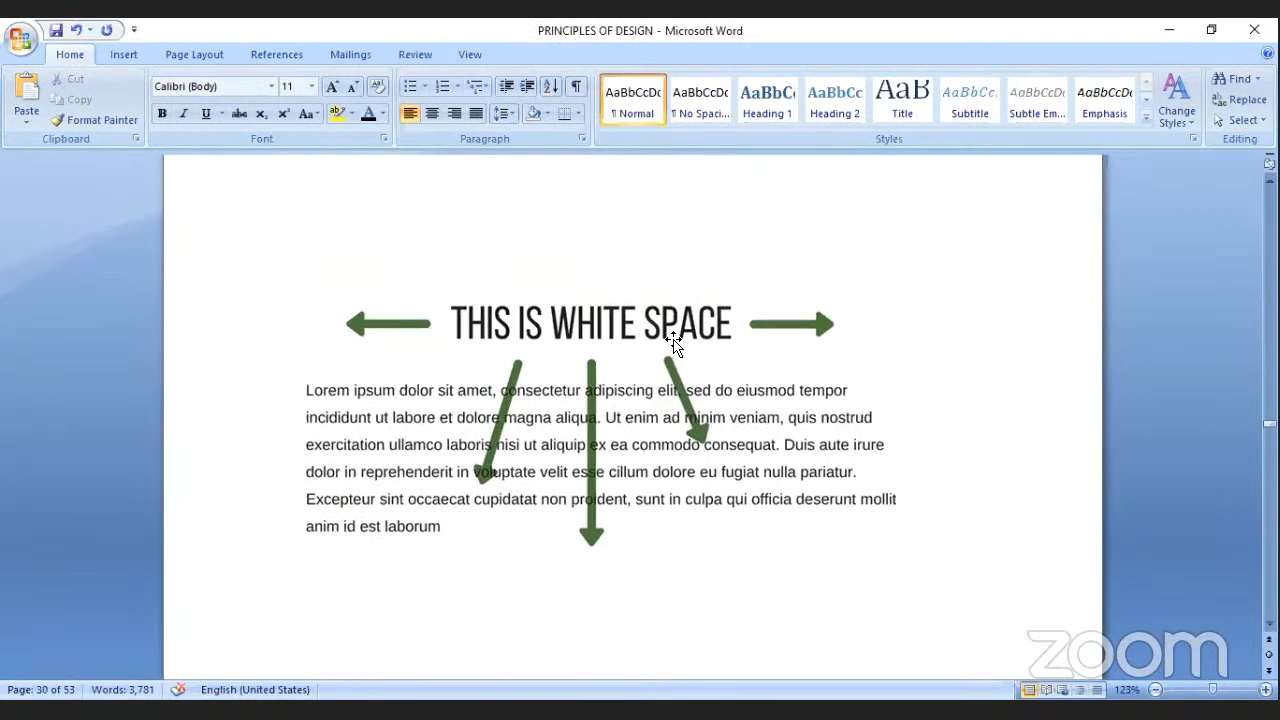 PRINCIPLES OF DESIGN - Microsoft Word
Home Insert Page Layout References Mailings Review View
Paste Cut Copy Format Painter
Calibri (Body) 11
AaBbCcDc AaBbCcDc AaBbCc AaBbCc AaB AaBbCc. AaBbCcDc AaBbCcDc
¶ Normal ¶ No Spaci... Heading 1 Heading 2 Title Subtitle Subtle Em... Emphasis
Change Styles
Find Replace Select
Clipboard Font Paragraph Styles Editing
THIS IS WHITE SPACE
Lorem ipsum dolor sit amet, consectetur adipiscing elit, sed do eiusmod tempor
incididunt ut labore et dolore magna aliqua. Ut enim ad minim veniam, quis nostrud
exercitation ullamco laboris nisi ut aliquip ex ea commodo consequat. Duis aute irure
dolor in reprehenderit in voluptate velit esse cillum dolore eu fugiat nulla pariatur.
Excepteur sint occaecat cupidatat non proident, sunt in culpa qui officia deserunt mollit
anim id est laborum
zoom
Page: 30 of 53 Words: 3,781 English (United States) 123%